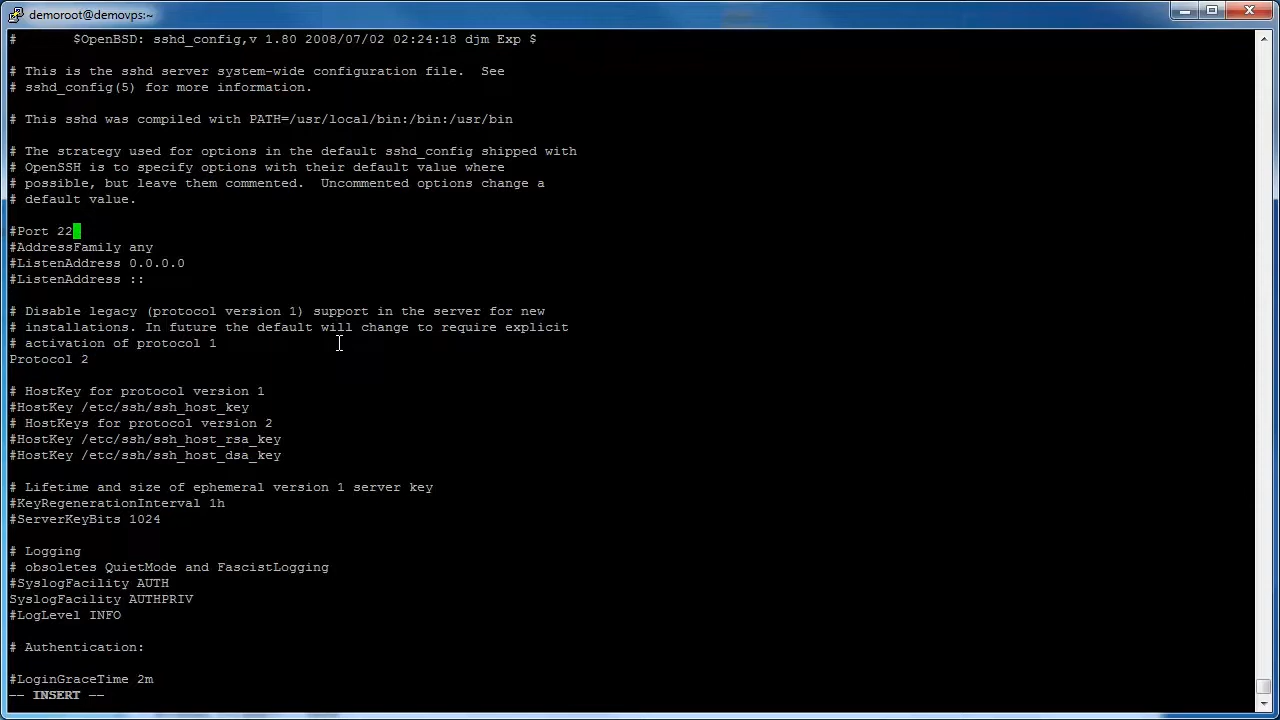 demoroot@demovps:~
#       $OpenBSD: sshd_config,v 1.80 2008/07/02 02:24:18 djm Exp $
# This is the sshd server system-wide configuration file.  See
# sshd_config(5) for more information.
# This sshd was compiled with PATH=/usr/local/bin:/bin:/usr/bin
# The strategy used for options in the default sshd_config shipped with
# OpenSSH is to specify options with their default value where
# possible, but leave them commented.  Uncommented options change a
# default value.
#Port 22
#AddressFamily any
#ListenAddress 0.0.0.0
#ListenAddress ::
# Disable legacy (protocol version 1) support in the server for new
# installations. In future the default will change to require explicit
# activation of protocol 1
Protocol 2
# HostKey for protocol version 1
#HostKey /etc/ssh/ssh_host_key
# HostKeys for protocol version 2
#HostKey /etc/ssh/ssh_host_rsa_key
#HostKey /etc/ssh/ssh_host_dsa_key
# Lifetime and size of ephemeral version 1 server key
#KeyRegenerationInterval 1h
#ServerKeyBits 1024
# Logging
# obsoletes QuietMode and FascistLogging
#SyslogFacility AUTH
SyslogFacility AUTHPRIV
#LogLevel INFO
# Authentication:
#LoginGraceTime 2m
-- INSERT --